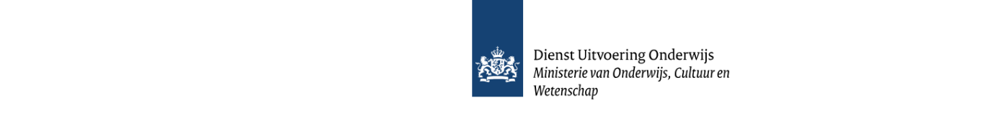 Dienst Uitvoering Onderwijs
Ministerie van Onderwijs, Cultuur en
Wetenschap